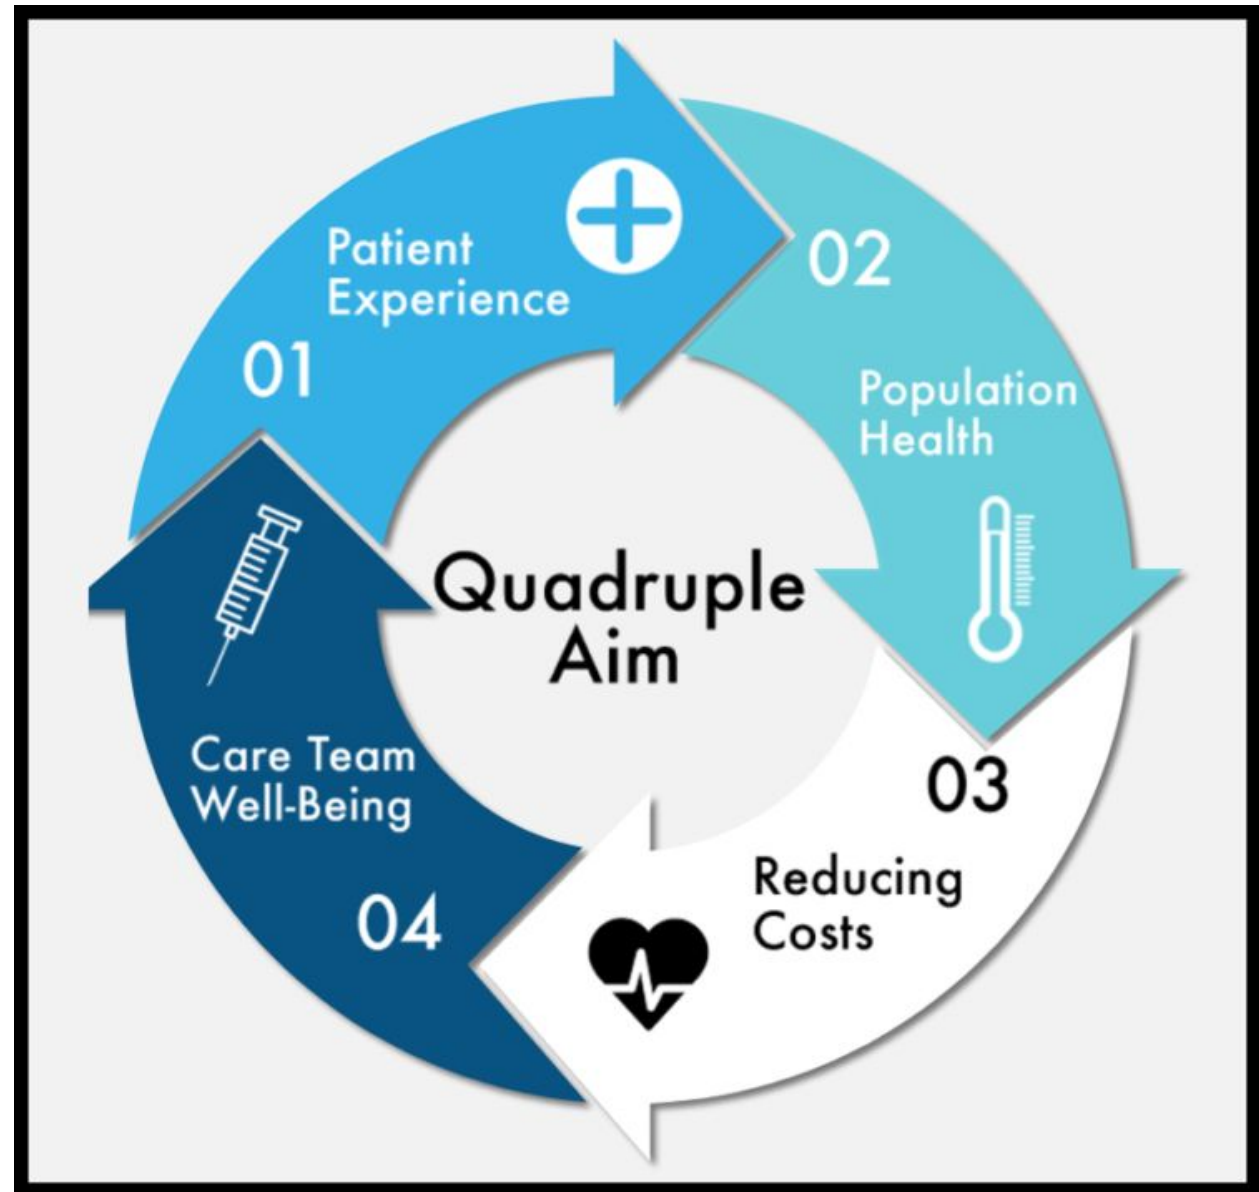 01
Patient
Experience
02
Population
Health
Quadruple
Aim
03
Reducing
Costs
04
Care Team
Well-Being